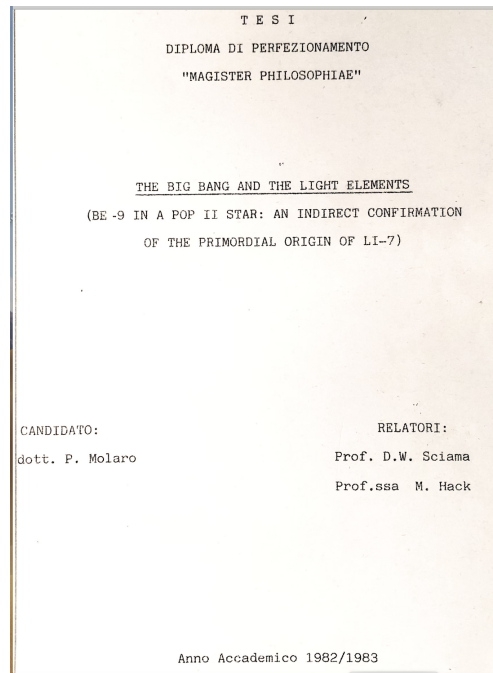 T E S I
DIPLOMA DI PERFEZIONAMENTO
"MAGISTER PHILOSOPHIAE"
THE BIG BANG AND THE LIGHT ELEMENTS
(BE -9 IN A POP II STAR: AN INDIRECT CONFIRMATION
OF THE PRIMORDIAL ORIGIN OF LI-7)
CANDIDATO:
dott. P. Molaro
RELATORI:
Prof. D.W. Sciama
Prof.ssa M. Hack
Anno Accademico 1982/1983